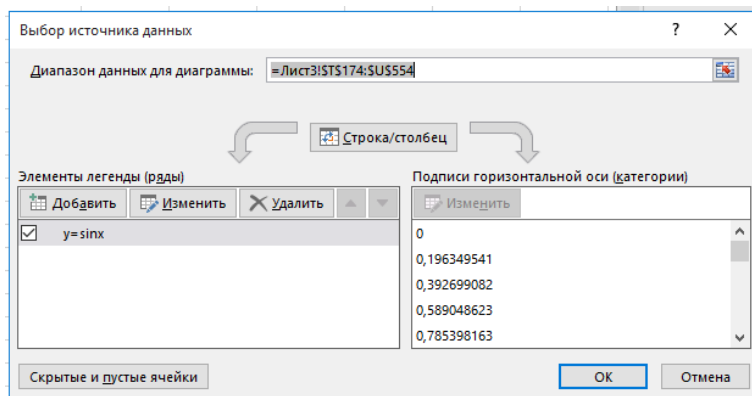 Выбор источника данных
? ×
Диапазон данных для диаграммы: =Лист3!$T$174:$U$554
Строка/столбец
Элементы легенды (ряды)
Добавить Изменить Удалить
y=sinx
Подписи горизонтальной оси (категории)
Изменить
0
0,196349541
0,392699082
0,589048623
0,785398163
Скрытые и пустые ячейки
ОК Отмена